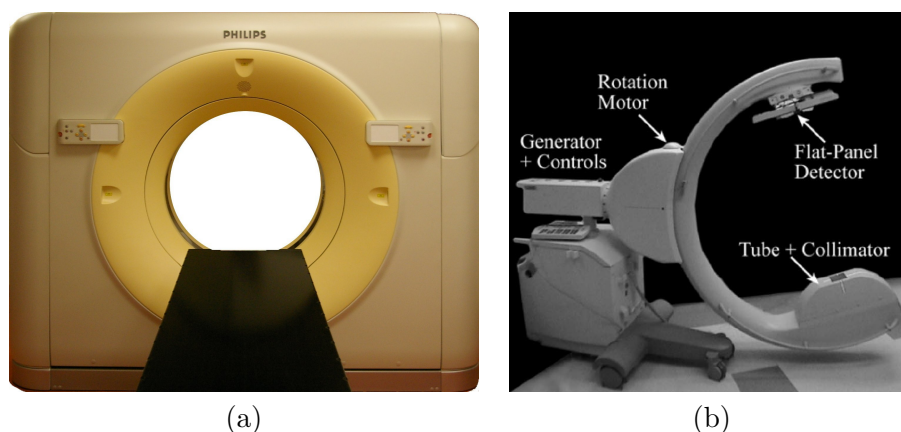 PHILIPS
Rotation
Motor
Generator
+ Controls
Flat-Panel
Detector
Tube + Collimator
(a)
(b)